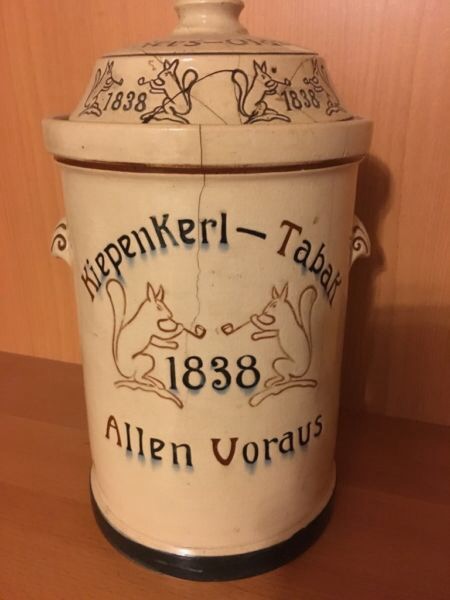 1838 1838
Kiepenkerl – Tabak
1838
Allen Voraus